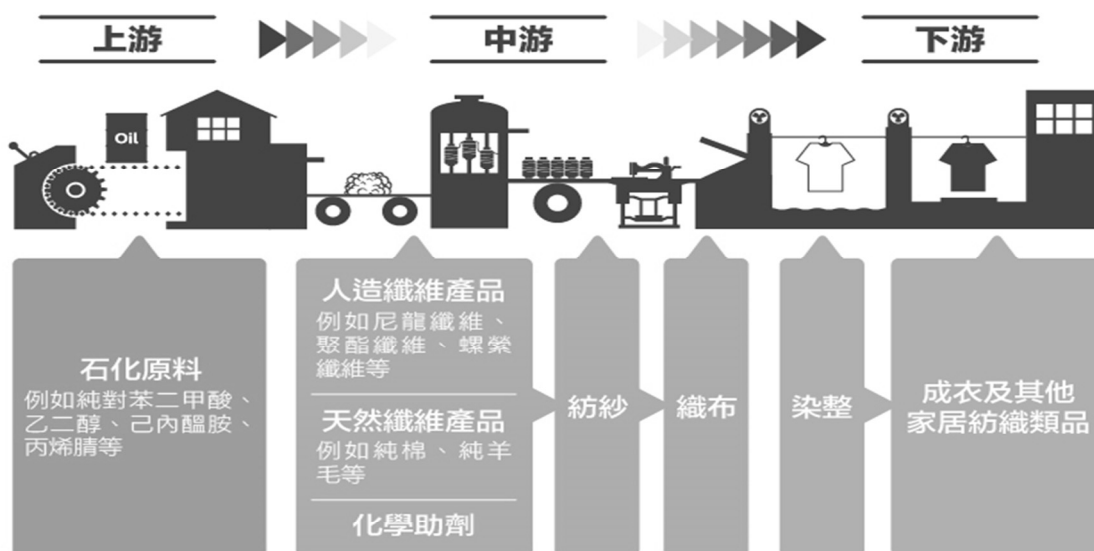 上游
中游
下游
Oil
石化原料
例如純對苯二甲酸、
乙二醇、己內醯胺、
丙烯腈等
人造纖維產品
例如尼龍纖維、
聚酯纖維、螺縈
纖維等
天然纖維產品
例如純棉、純羊
毛等
化學助劑
紡紗
織布
染整
成衣及其他
家居紡織類品